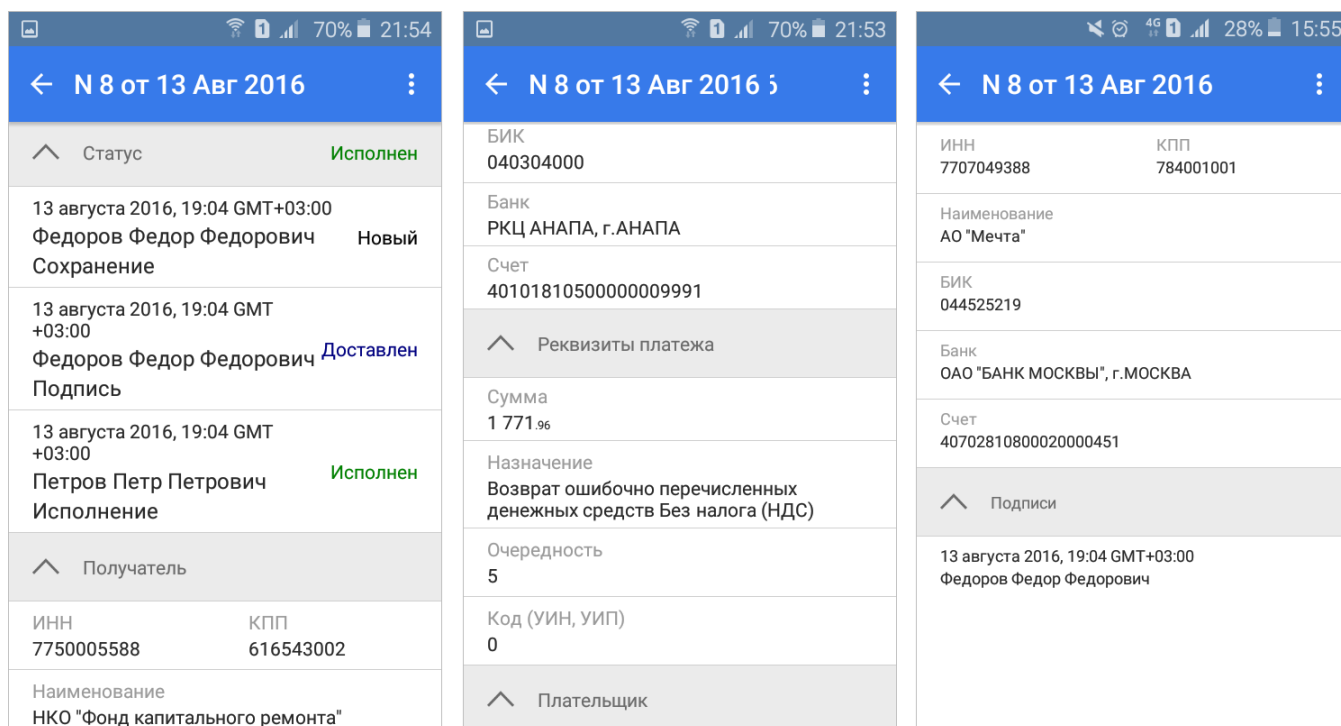 1 70% 21:54
N 8 от 13 Авг 2016
Статус Исполнен
13 августа 2016, 19:04 GMT+03:00
Федоров Федор Федорович Новый
Сохранение
13 августа 2016, 19:04 GMT
+03:00
Федоров Федор Федорович Доставлен
Подпись
13 августа 2016, 19:04 GMT
+03:00
Петров Петр Петрович Исполнен
Исполнение
Получатель
ИНН КПП
7750005588 616543002
Наименование
НКО "Фонд капитального ремонта"
1 70% 21:53
N 8 от 13 Авг 2016
БИК
040304000
Банк
РКЦ АНАПА, г.АНАПА
Счет
40101810500000009991
Реквизиты платежа
Сумма
1 771.96
Назначение
Возврат ошибочно перечисленных
денежных средств Без налога (НДС)
Очередность
5
Код (УИН, УИП)
0
Плательщик
4G 1 28% 15:55
N 8 от 13 Авг 2016
ИНН КПП
7707049388 784001001
Наименование
АО "Мечта"
БИК
044525219
Банк
ОАО "БАНК МОСКВЫ", г.МОСКВА
Счет
40702810800020000451
Подписи
13 августа 2016, 19:04 GMT+03:00
Федоров Федор Федорович